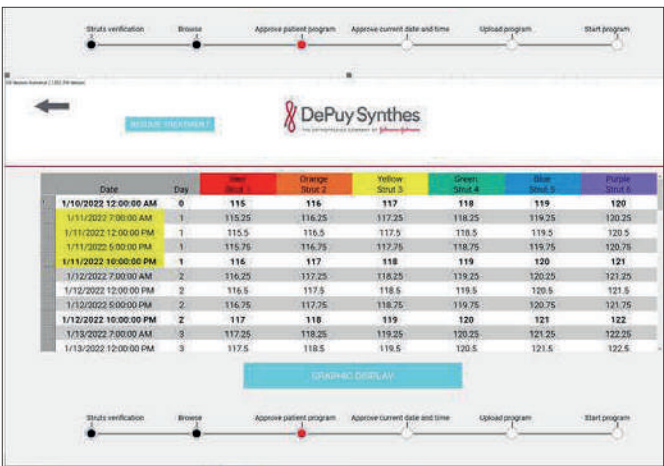 Struts verification Browse Approve patient program Approve current date and time Upload program Start program
RESUME TREATMENT
DePuy Synthes
THE ORTHOPAEDICS COMPANY OF Johnson & Johnson
Date Day Strut 1 Orange Strut 2 Yellow Strut 3 Green Strut 4 Blue Strut 5 Purple Strut 6
1/10/2022 12:00:00 AM 0 115 116 117 118 119 120
1/11/2022 7:00:00 AM 1 115.25 116.25 117.25 118.25 119.25 120.25
1/11/2022 12:00:00 PM 1 115.5 116.5 117.5 118.5 119.5 120.5
1/11/2022 5:00:00 PM 1 115.75 116.75 117.75 118.75 119.75 120.75
1/11/2022 10:00:00 PM 1 116 117 118 119 120 121
1/12/2022 7:00:00 AM 2 116.25 117.25 118.25 119.25 120.25 121.25
1/12/2022 12:00:00 PM 2 116.5 117.5 118.5 119.5 120.5 121.5
1/12/2022 5:00:00 PM 2 116.75 117.75 118.75 119.75 120.75 121.75
1/12/2022 10:00:00 PM 2 117 118 119 120 121 122
1/13/2022 7:00:00 AM 3 117.25 118.25 119.25 120.25 121.25 122.25
1/13/2022 12:00:00 PM 3 117.5 118.5 119.5 120.5 121.5 122.5
GRAPHIC DISPLAY
Struts verification Browse Approve patient program Approve current date and time Upload program Start program